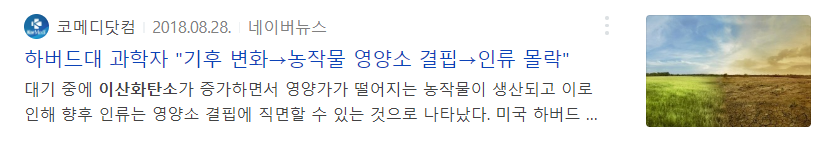 코메디닷컴 2018.08.28. 네이버뉴스
하버드대 과학자 "기후 변화→농작물 영양소 결핍→인류 몰락"
대기 중에 이산화탄소가 증가하면서 영양가가 떨어지는 농작물이 생산되고 이로
인해 향후 인류는 영양소 결핍에 직면할 수 있는 것으로 나타났다. 미국 하버드 ...